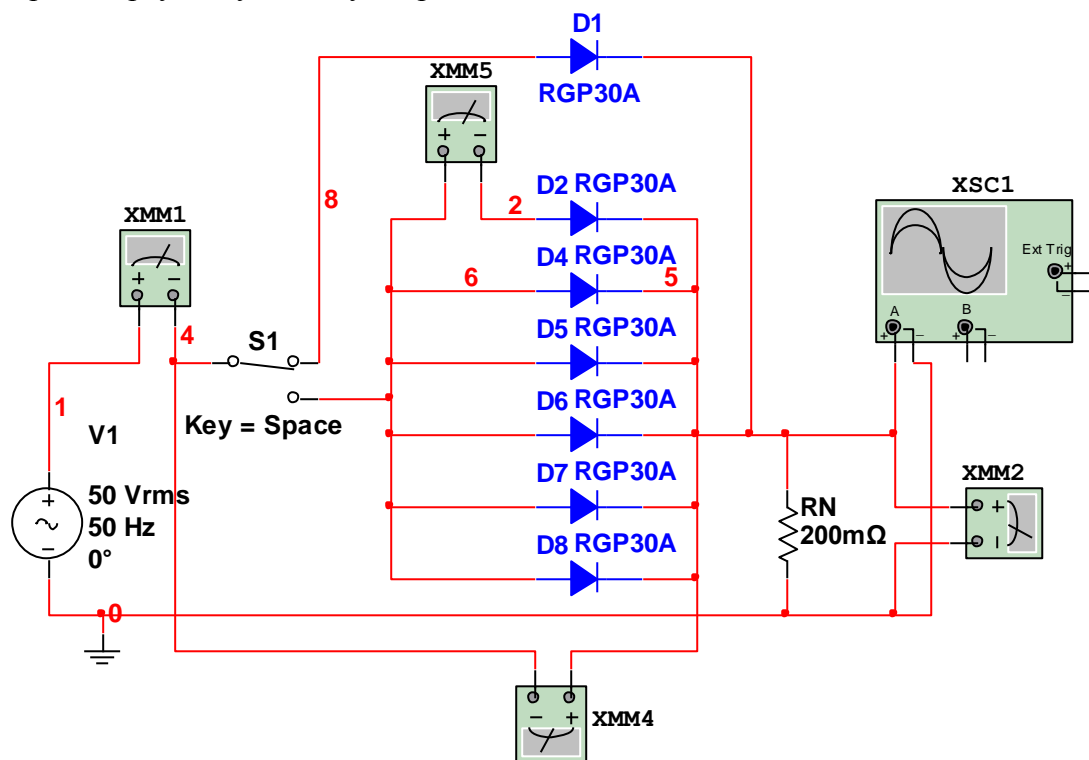 D1
RGP30A
XMM5
+ −
8
2
D2 RGP30A
XSC1
Ext Trig
+
−
A
B
+ − + −
XMM1
+ −
4
6
D4 RGP30A
5
S1
D5 RGP30A
1
V1
Key = Space
D6 RGP30A
50 Vrms
50 Hz
0°
+
−
D7 RGP30A
RN
200mΩ
XMM2
+
−
D8 RGP30A
0
XMM4
− +